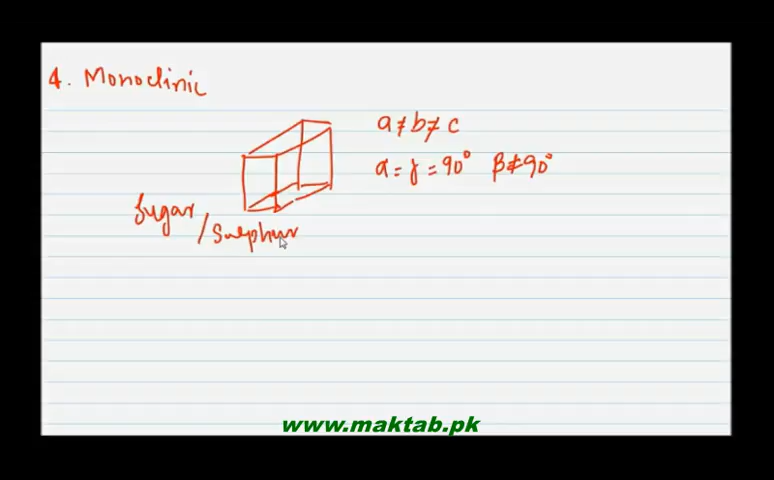 4. Monoclinic
a ≠ b ≠ c
α = γ = 90° β ≠ 90°
Sugar
/ Sulphur
www.maktab.pk